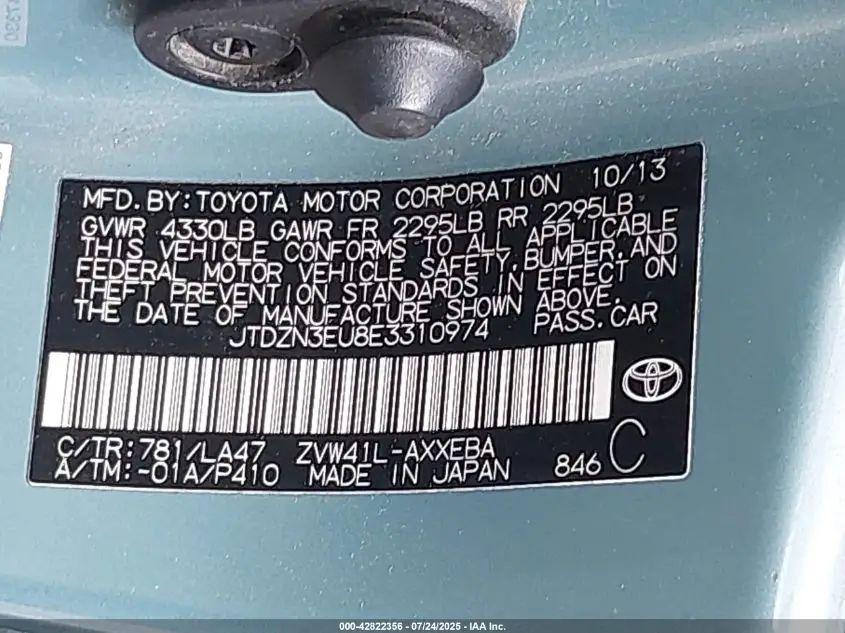 MFD. BY: TOYOTA MOTOR CORPORATION 10/13
GVWR 4330LB GAWR FR 2295LB RR 2295LB
THIS VEHICLE CONFORMS TO ALL APPLICABLE
FEDERAL MOTOR VEHICLE SAFETY, BUMPER, AND
THEFT PREVENTION STANDARDS IN EFFECT ON
THE DATE OF MANUFACTURE SHOWN ABOVE.
JTDZN3EU8E3310974 PASS. CAR
C/TR: 781/LA47 ZVW41L-AXXEBA
A/TM: -01A/P410 MADE IN JAPAN 846 C
000-42822356 - 07/24/2025 - IAA Inc.